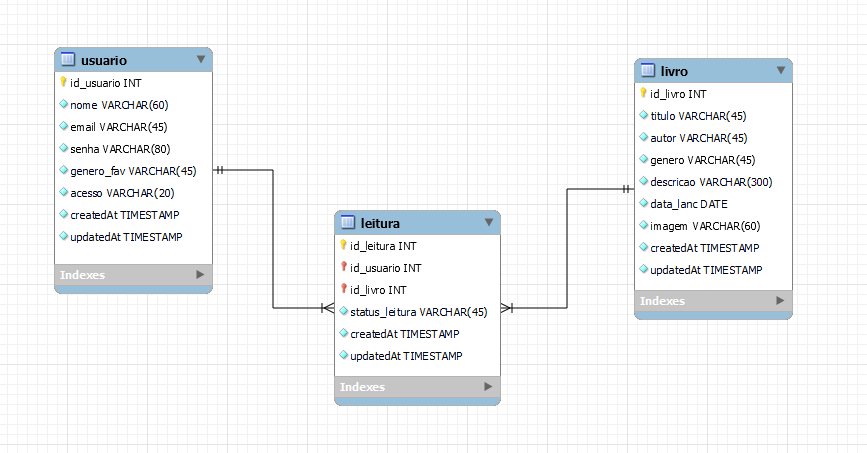 usuario
id_usuario INT
nome VARCHAR(60)
email VARCHAR(45)
senha VARCHAR(80)
genero_fav VARCHAR(45)
acesso VARCHAR(20)
createdAt TIMESTAMP
updatedAt TIMESTAMP
Indexes
leitura
id_leitura INT
id_usuario INT
id_livro INT
status_leitura VARCHAR(45)
createdAt TIMESTAMP
updatedAt TIMESTAMP
Indexes
livro
id_livro INT
titulo VARCHAR(45)
autor VARCHAR(45)
genero VARCHAR(45)
descricao VARCHAR(300)
data_lanc DATE
imagem VARCHAR(60)
createdAt TIMESTAMP
updatedAt TIMESTAMP
Indexes